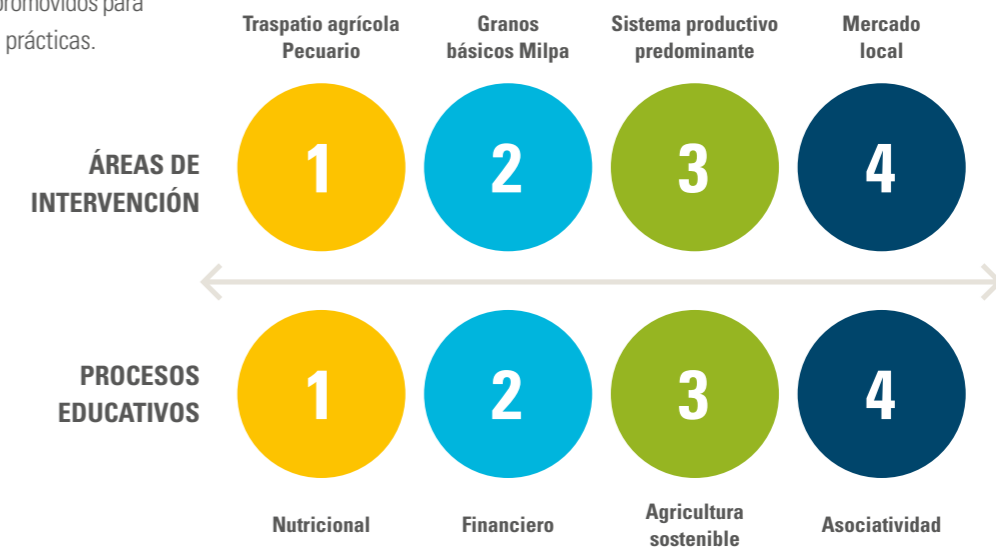 promovidos para
prácticas.
Traspatio agrícola
Pecuario
Granos
básicos Milpa
Sistema productivo
predominante
Mercado
local
ÁREAS DE
INTERVENCIÓN
1
2
3
4
PROCESOS
EDUCATIVOS
1
2
3
4
Nutricional
Financiero
Agricultura
sostenible
Asociatividad